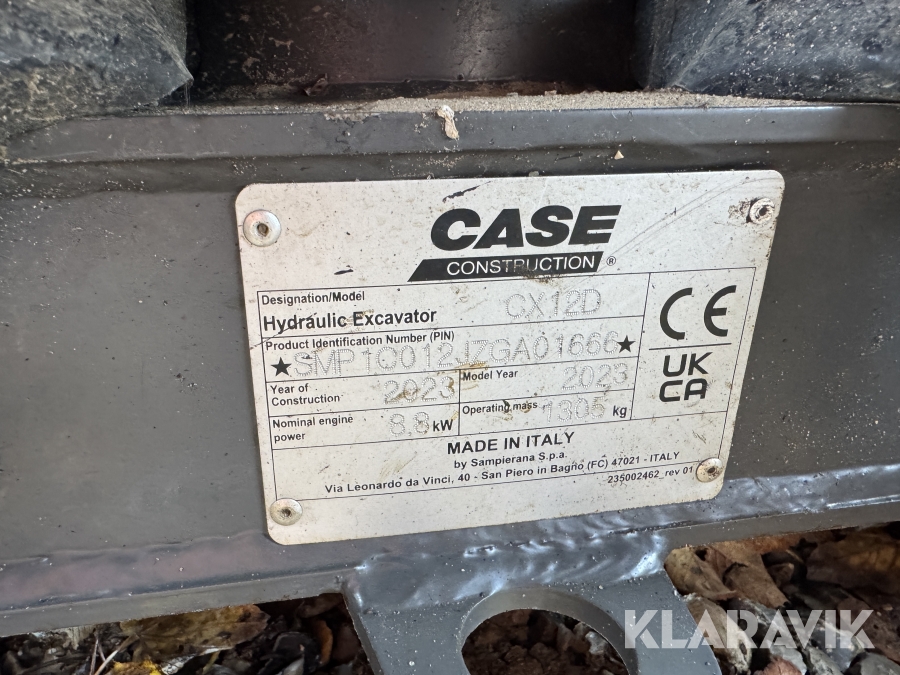 CASE
CONSTRUCTION ®
Designation/Model
Hydraulic Excavator CX12D
Product Identification Number (PIN)
★SMP1C012JZGA01666★
Year of Construction 2023 Model Year 2023
Nominal engine power 8,8 kW Operating mass 1305 kg
CE
UK
CA
MADE IN ITALY
by Sampierana S.p.a.
Via Leonardo da Vinci, 40 - San Piero in Bagno (FC) 47021 - ITALY
235002462_rev 01
KLARAVIK